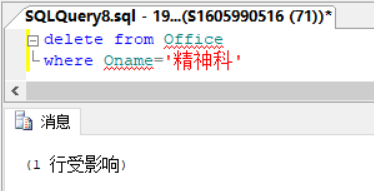 SQLQuery8.sql - 19...(S1605990516 (71))*
delete from Office
where Oname='精神科'
消息
(1 行受影响)